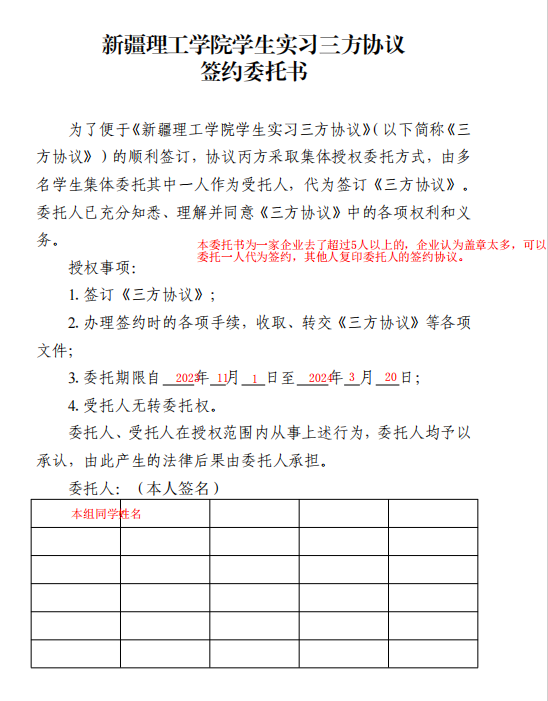 新疆理工学院学生实习三方协议
签约委托书
为了便于《新疆理工学院学生实习三方协议》（以下简称《三
方协议》）的顺利签订，协议丙方采取集体授权委托方式，由多
名学生集体委托其中一人作为受托人，代为签订《三方协议》。
委托人已充分知悉、理解并同意《三方协议》中的各项权利和义
务。
本委托书为一家企业去了超过5人以上的，企业认为盖章太多，可以
委托一人代为签约，其他人复印委托人的签约协议。
授权事项：
1. 签订《三方协议》；
2. 办理签约时的各项手续，收取、转交《三方协议》等各项
文件；
3. 委托期限自 2023年 11月 1 日至 2024年 3 月 20日；
4. 受托人无转委托权。
委托人、受托人在授权范围内从事上述行为，委托人均予以
承认，由此产生的法律后果由委托人承担。
委托人：（本人签名）
本组同学姓名